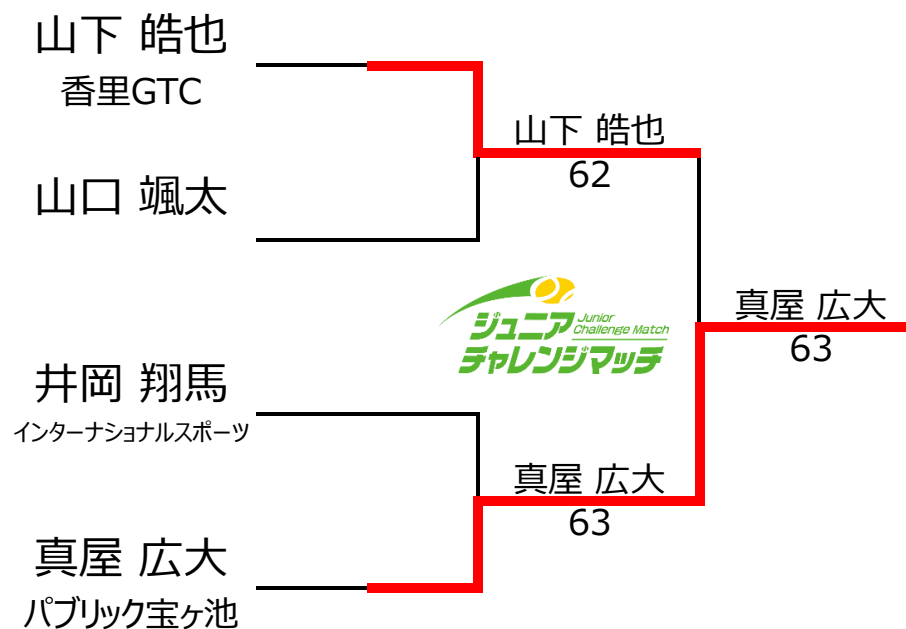 山下 皓也
香里GTC
山口 颯太
井岡 翔馬
インターナショナルスポーツ
真屋 広大
パブリック宝ヶ池
山下 皓也
62
ジュニア
Junior
Challenge Match
チャレンジマッチ
真屋 広大
63
真屋 広大
63